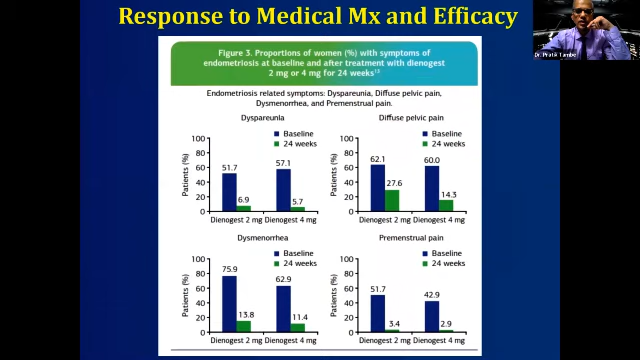 Response to Medical Mx and Efficacy
Dr. Pratik Tambe
Figure 3. Proportions of women (%) with symptoms of
endometriosis at baseline and after treatment with dienogest
2 mg or 4 mg for 24 weeks¹³
Endometriosis related symptoms: Dyspareunia, Diffuse pelvic pain,
Dysmenorrhea, and Premenstrual pain.
Dyspareunia
Patients (%)
100
80
60
40
20
0
Baseline
24 weeks
51.7
6.9
57.1
5.7
Dienogest 2 mg Dienogest 4 mg
Diffuse pelvic pain
Patients (%)
100
80
60
40
20
0
Baseline
24 weeks
62.1
27.6
60.0
14.3
Dienogest 2 mg Dienogest 4 mg
Dysmenorrhea
Patients (%)
100
80
60
40
20
0
Baseline
24 weeks
75.9
13.8
62.9
11.4
Dienogest 2 mg Dienogest 4 mg
Premenstrual pain
Patients (%)
100
80
60
40
20
0
Baseline
24 weeks
51.7
3.4
42.9
2.9
Dienogest 2 mg Dienogest 4 mg